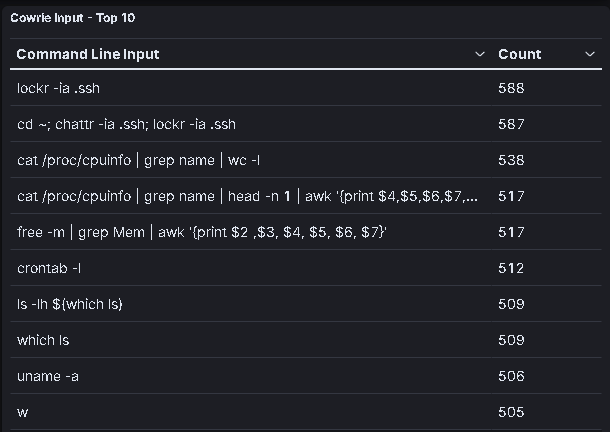 Cowrie Input - Top 10
Command Line Input Count
lockr -ia .ssh 588
cd ~; chattr -ia .ssh; lockr -ia .ssh 587
cat /proc/cpuinfo | grep name | wc -l 538
cat /proc/cpuinfo | grep name | head -n 1 | awk '{print $4,$5,$6,$7,... 517
free -m | grep Mem | awk '{print $2 ,$3, $4, $5, $6, $7}' 517
crontab -l 512
ls -lh $(which ls) 509
which ls 509
uname -a 506
w 505